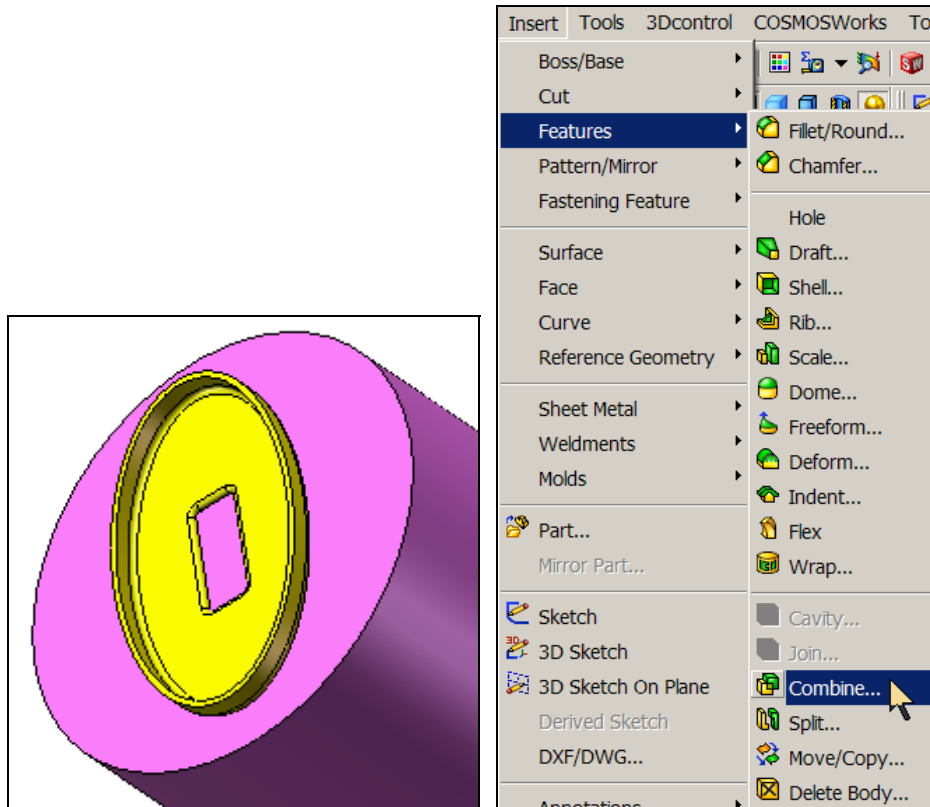 Insert Tools 3Dcontrol COSMOSWorks To
Boss/Base
Cut
Features
Pattern/Mirror
Fastening Feature
Surface
Face
Curve
Reference Geometry
Sheet Metal
Weldments
Molds
Part...
Mirror Part...
Sketch
3D Sketch
3D Sketch On Plane
Derived Sketch
DXF/DWG...
Annotations
Fillet/Round...
Chamfer...
Hole
Draft...
Shell...
Rib...
Scale...
Dome...
Freeform...
Deform...
Indent...
Flex
Wrap...
Cavity...
Join...
Combine...
Split...
Move/Copy...
Delete Body...